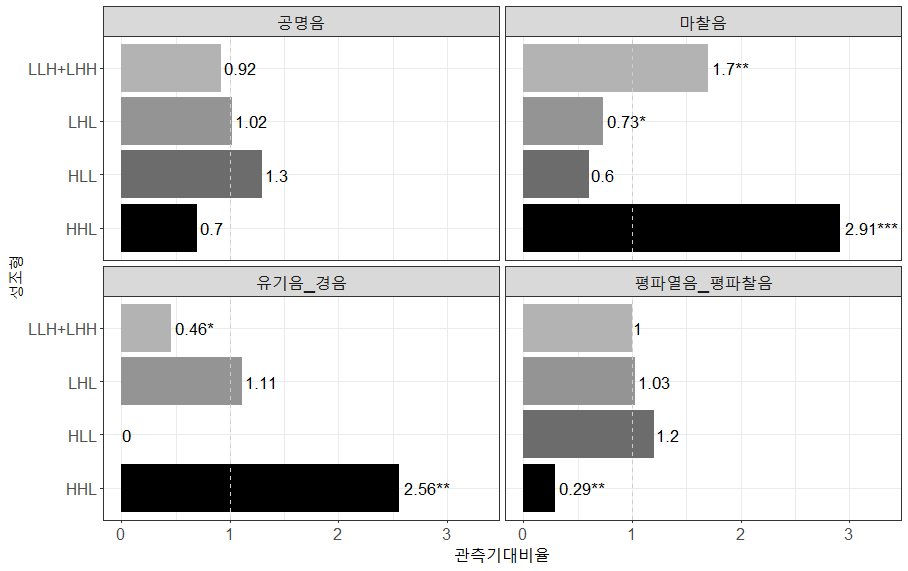 공명음
마찰음
LLH+LHH
0.92
1.7**
LHL
1.02
0.73*
HLL
1.3
0.6
HHL
0.7
2.91***
성조형
유기음_경음
평파열음_평파찰음
LLH+LHH
0.46*
1
LHL
1.11
1.03
HLL
0
1.2
HHL
2.56**
0.29**
0 1 2 3
0 1 2 3
관측기대비율